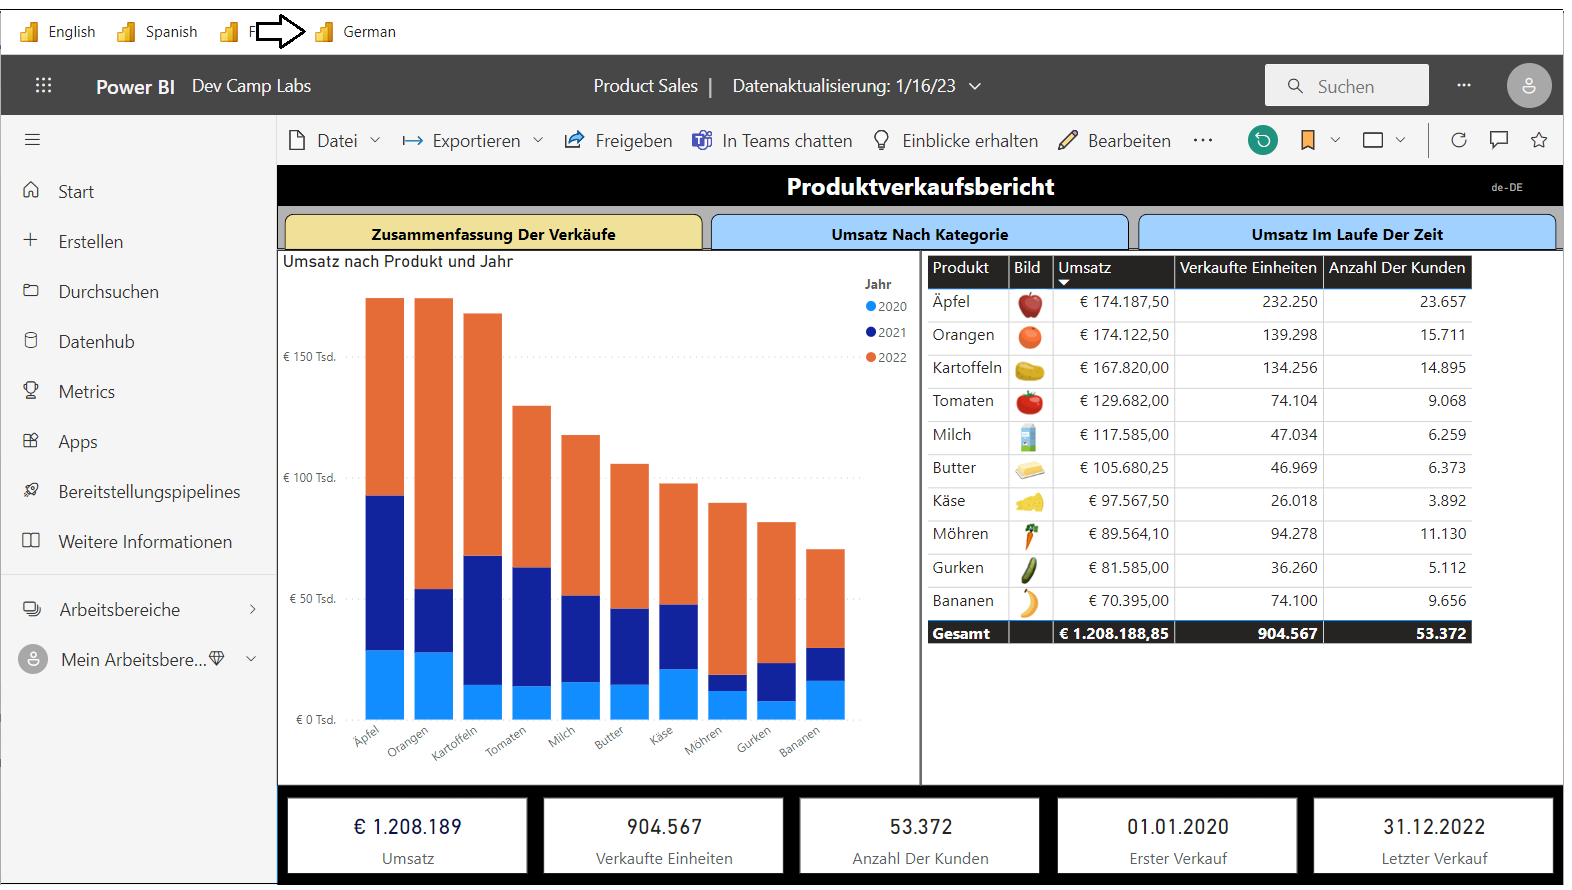 English Spanish German
Power BI Dev Camp Labs Product Sales | Datenaktualisierung: 1/16/23 Suchen ...
Datei Exportieren Freigeben In Teams chatten Einblicke erhalten Bearbeiten ...
Start
Erstellen
Durchsuchen
Datenhub
Metrics
Apps
Bereitstellungspipelines
Weitere Informationen
Arbeitsbereiche
Mein Arbeitsbere...
Produktverkaufsbericht
de-DE
Zusammenfassung Der Verkäufe Umsatz Nach Kategorie Umsatz Im Laufe Der Zeit
Umsatz nach Produkt und Jahr
Jahr
2020
2021
2022
€ 150 Tsd.
€ 100 Tsd.
€ 50 Tsd.
€ 0 Tsd.
Äpfel Orangen Kartoffeln Tomaten Milch Butter Käse Möhren Gurken Bananen
Produkt Bild Umsatz Verkaufte Einheiten Anzahl Der Kunden
Äpfel € 174.187,50 232.250 23.657
Orangen € 174.122,50 139.298 15.711
Kartoffeln € 167.820,00 134.256 14.895
Tomaten € 129.682,00 74.104 9.068
Milch € 117.585,00 47.034 6.259
Butter € 105.680,25 46.969 6.373
Käse € 97.567,50 26.018 3.892
Möhren € 89.564,10 94.278 11.130
Gurken € 81.585,00 36.260 5.112
Bananen € 70.395,00 74.100 9.656
Gesamt € 1.208.188,85 904.567 53.372
€ 1.208.189 904.567 53.372 01.01.2020 31.12.2022
Umsatz Verkaufte Einheiten Anzahl Der Kunden Erster Verkauf Letzter Verkauf